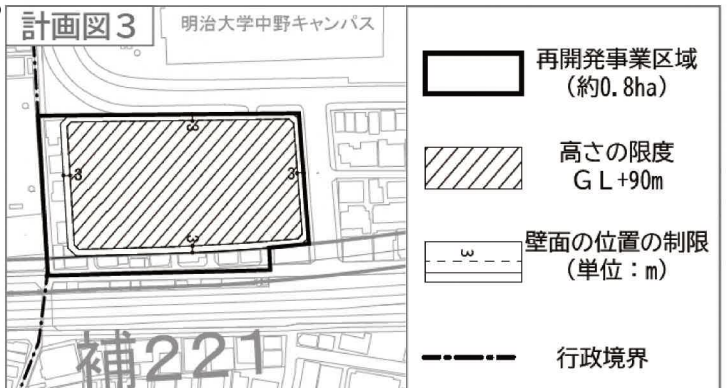 計画図3
明治大学中野キャンパス
3
3
3
3
補221
再開発事業区域
(約0.8ha)
高さの限度
GL+90m
3
壁面の位置の制限
(単位:m)
行政境界